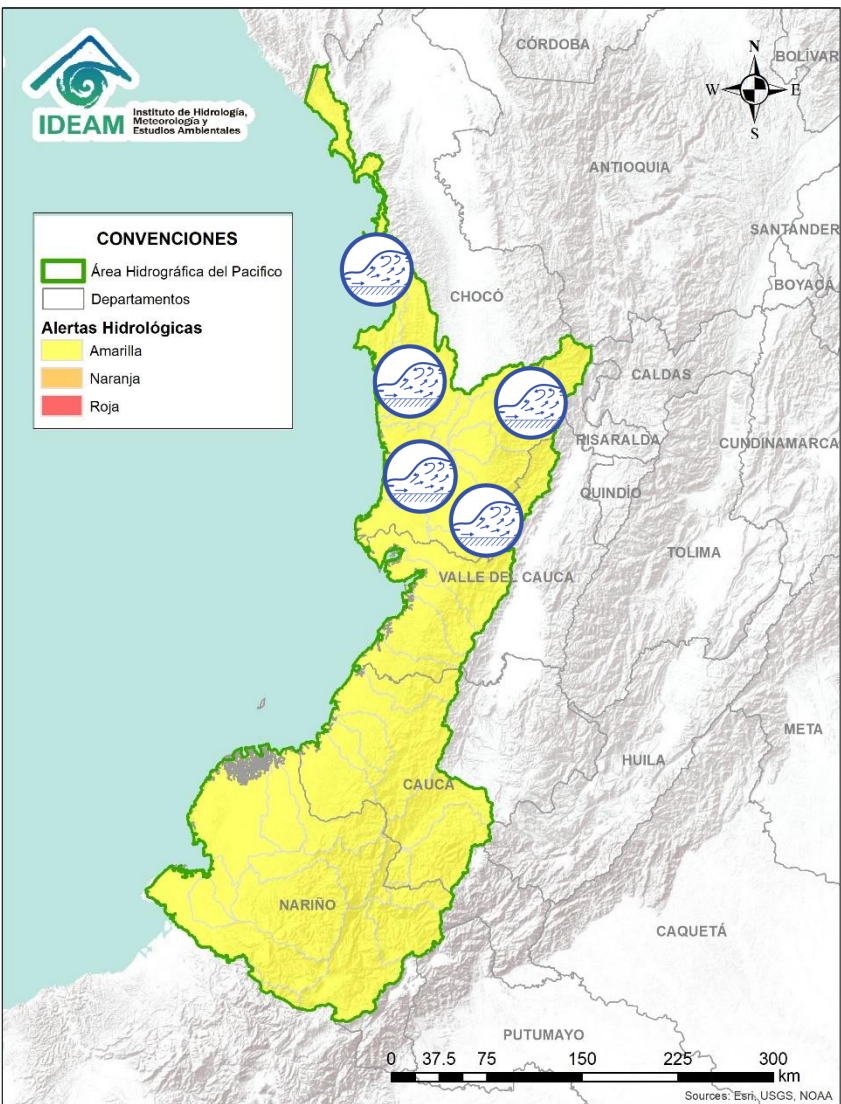 IDEAM
Instituto de Hidrología,
Meteorología y
Estudios Ambientales
CÓRDOBA
N
BOLÍVAR
W
E
S
ANTIOQUIA
SANTANDER
CONVENCIONES
Área Hidrográfica del Pacifico
Departamentos
Alertas Hidrológicas
Amarilla
Naranja
Roja
BOYACÁ
CHOCÓ
CALDAS
RISARALDA
CUNDINAMARCA
QUINDÍO
TOLIMA
VALLE DEL CAUCA
META
HUILA
CAUCA
NARIÑO
CAQUETÁ
PUTUMAYO
0 37.5 75 150 225 300
km
Sources: Esri, USGS, NOAA